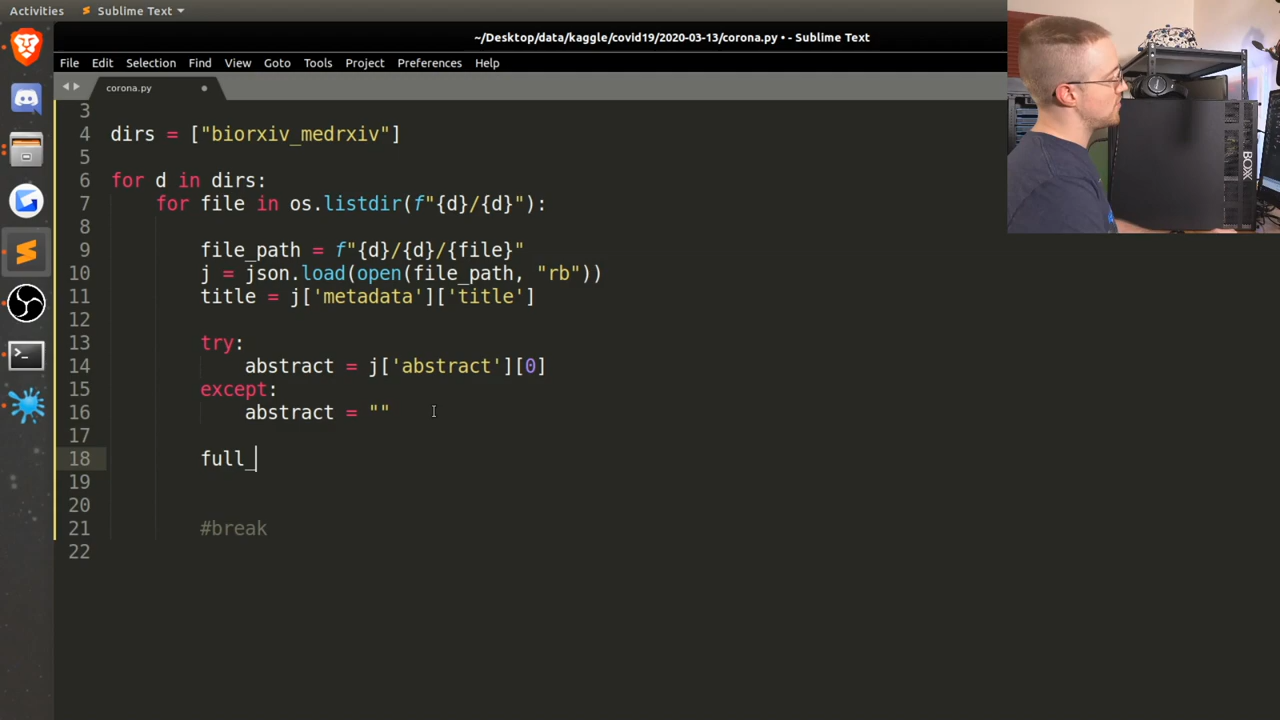 Activities
Sublime Text
~/Desktop/data/kaggle/covid19/2020-03-13/corona.py • - Sublime Text
File Edit Selection Find View Goto Tools Project Preferences Help
corona.py
3
4 dirs = ["biorxiv_medrxiv"]
5
6 for d in dirs:
7 for file in os.listdir(f"{d}/{d}"):
8
9 file_path = f"{d}/{d}/{file}"
10 j = json.load(open(file_path, "rb"))
11 title = j['metadata']['title']
12
13 try:
14 abstract = j['abstract'][0]
15 except:
16 abstract = ""
17
18 full_
19
20
21 #break
22
BOXX